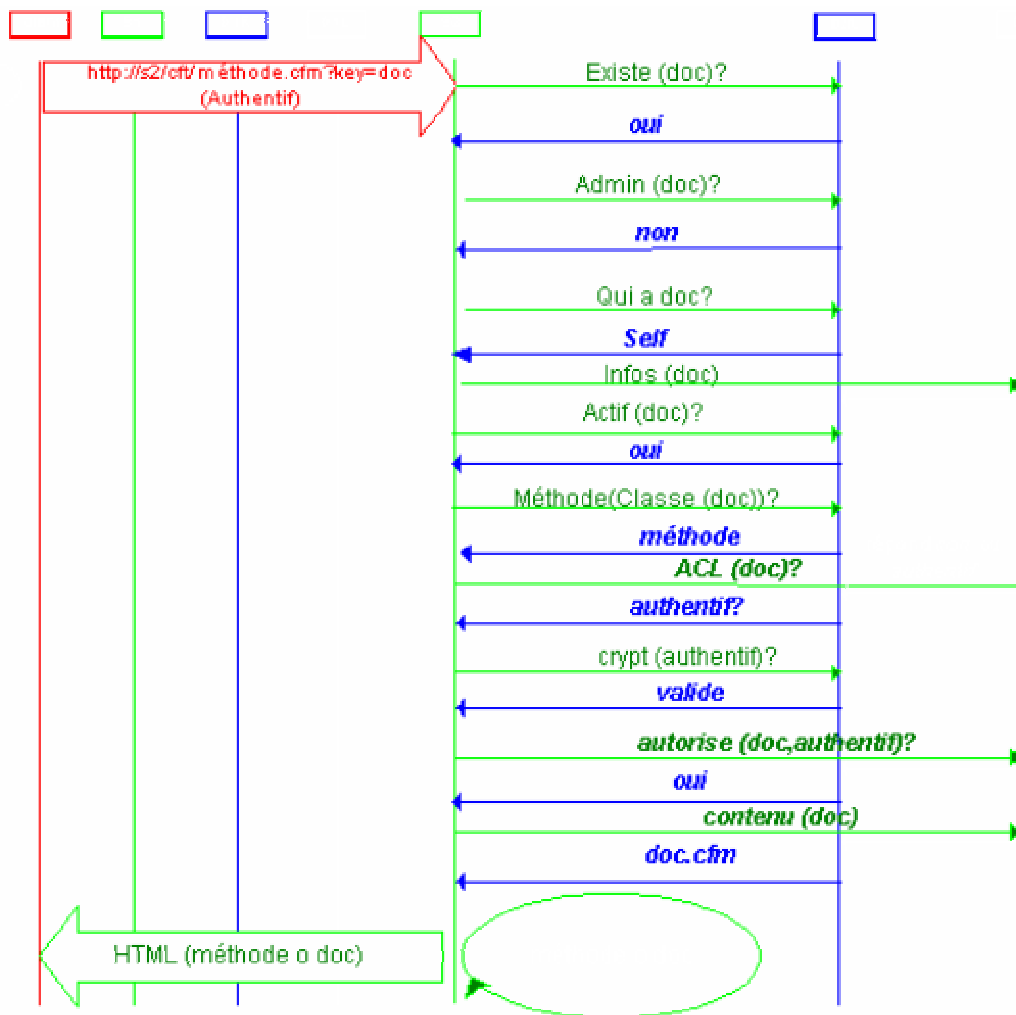 http://s2/cft/méthode.cfm?key=doc
(Authentif)
Existe (doc)?
oui
Admin (doc)?
non
Qui a doc?
Self
Infos (doc)
Actif (doc)?
oui
Méthode(Classe (doc))?
méthode
ACL (doc)?
authentif?
crypt (authentif)?
valide
autorise (doc,authentif)?
oui
contenu (doc)
doc.cfm
HTML (méthode o doc)